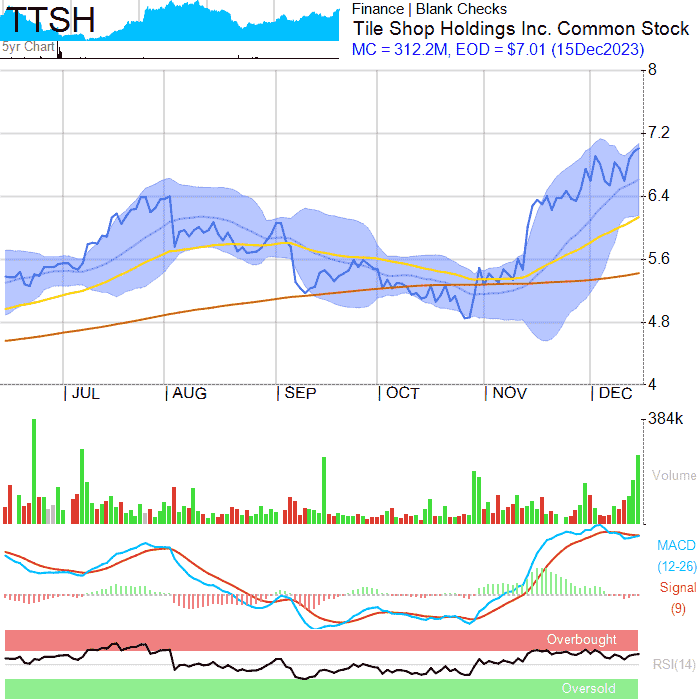 TTSH
5yr Chart
Finance | Blank Checks
Tile Shop Holdings Inc. Common Stock
MC = 312.2M, EOD = $7.01 (15Dec2023)
8
7.2
6.4
5.6
4.8
4
JUL AUG SEP OCT NOV DEC
384k
Volume
MACD
(12-26)
Signal
(9)
Overbought
RSI(14)
Oversold